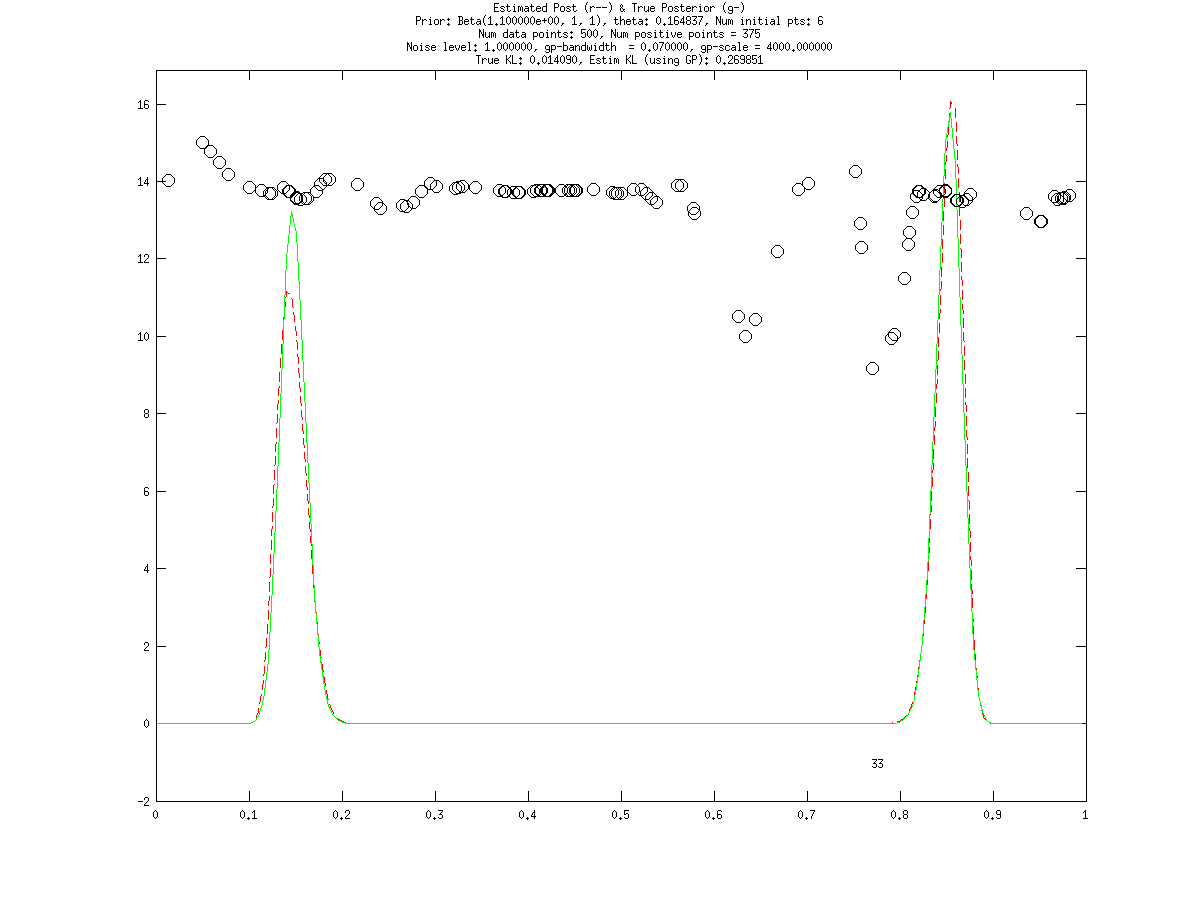 Estimated Post (r--) & True Posterior (g-)
Prior: Beta(1.100000e+00, 1, 1), theta: 0.164837, Num initial pts: 6
Num data points: 500, Num positive points = 375
Noise level: 1.000000, gp-bandwidth  = 0.070000, gp-scale = 4000.000000
True KL: 0.014090, Estim KL (using GP): 0.269851
16
14
12
10
8
6
4
2
0
33
-2
0 0.1 0.2 0.3 0.4 0.5 0.6 0.7 0.8 0.9 1